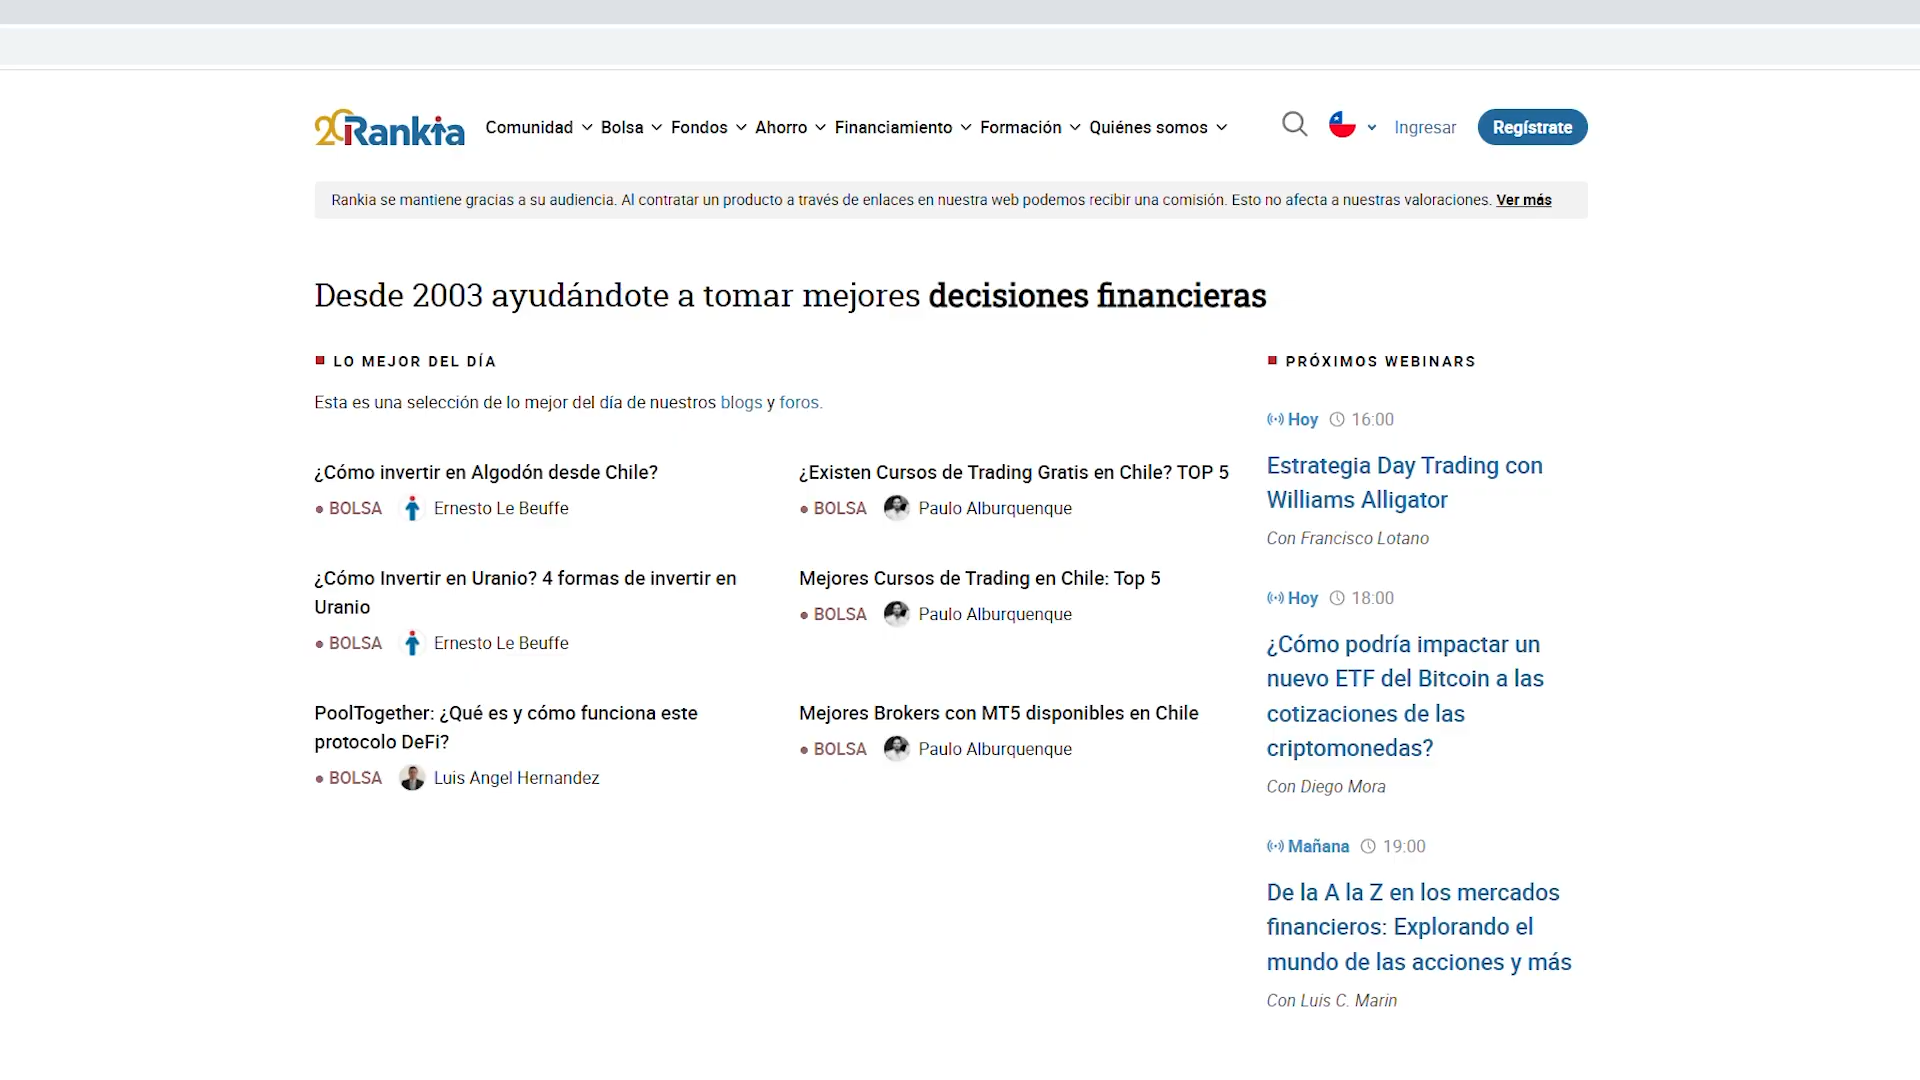 20 Rankia
Comunidad Bolsa Fondos Ahorro Financiamiento Formación Quiénes somos
Ingresar
Regístrate
Rankia se mantiene gracias a su audiencia. Al contratar un producto a través de enlaces en nuestra web podemos recibir una comisión. Esto no afecta a nuestras valoraciones. Ver más
Desde 2003 ayudándote a tomar mejores decisiones financieras
LO MEJOR DEL DÍA
Esta es una selección de lo mejor del día de nuestros blogs y foros.
¿Cómo invertir en Algodón desde Chile?
• BOLSA Ernesto Le Beuffe
¿Existen Cursos de Trading Gratis en Chile? TOP 5
• BOLSA Paulo Alburquenque
¿Cómo Invertir en Uranio? 4 formas de invertir en
Uranio
• BOLSA Ernesto Le Beuffe
Mejores Cursos de Trading en Chile: Top 5
• BOLSA Paulo Alburquenque
PoolTogether: ¿Qué es y cómo funciona este
protocolo DeFi?
• BOLSA Luis Angel Hernandez
Mejores Brokers con MT5 disponibles en Chile
• BOLSA Paulo Alburquenque
PRÓXIMOS WEBINARS
Hoy 16:00
Estrategia Day Trading con
Williams Alligator
Con Francisco Lotano
Hoy 18:00
¿Cómo podría impactar un
nuevo ETF del Bitcoin a las
cotizaciones de las
criptomonedas?
Con Diego Mora
Mañana 19:00
De la A la Z en los mercados
financieros: Explorando el
mundo de las acciones y más
Con Luis C. Marin